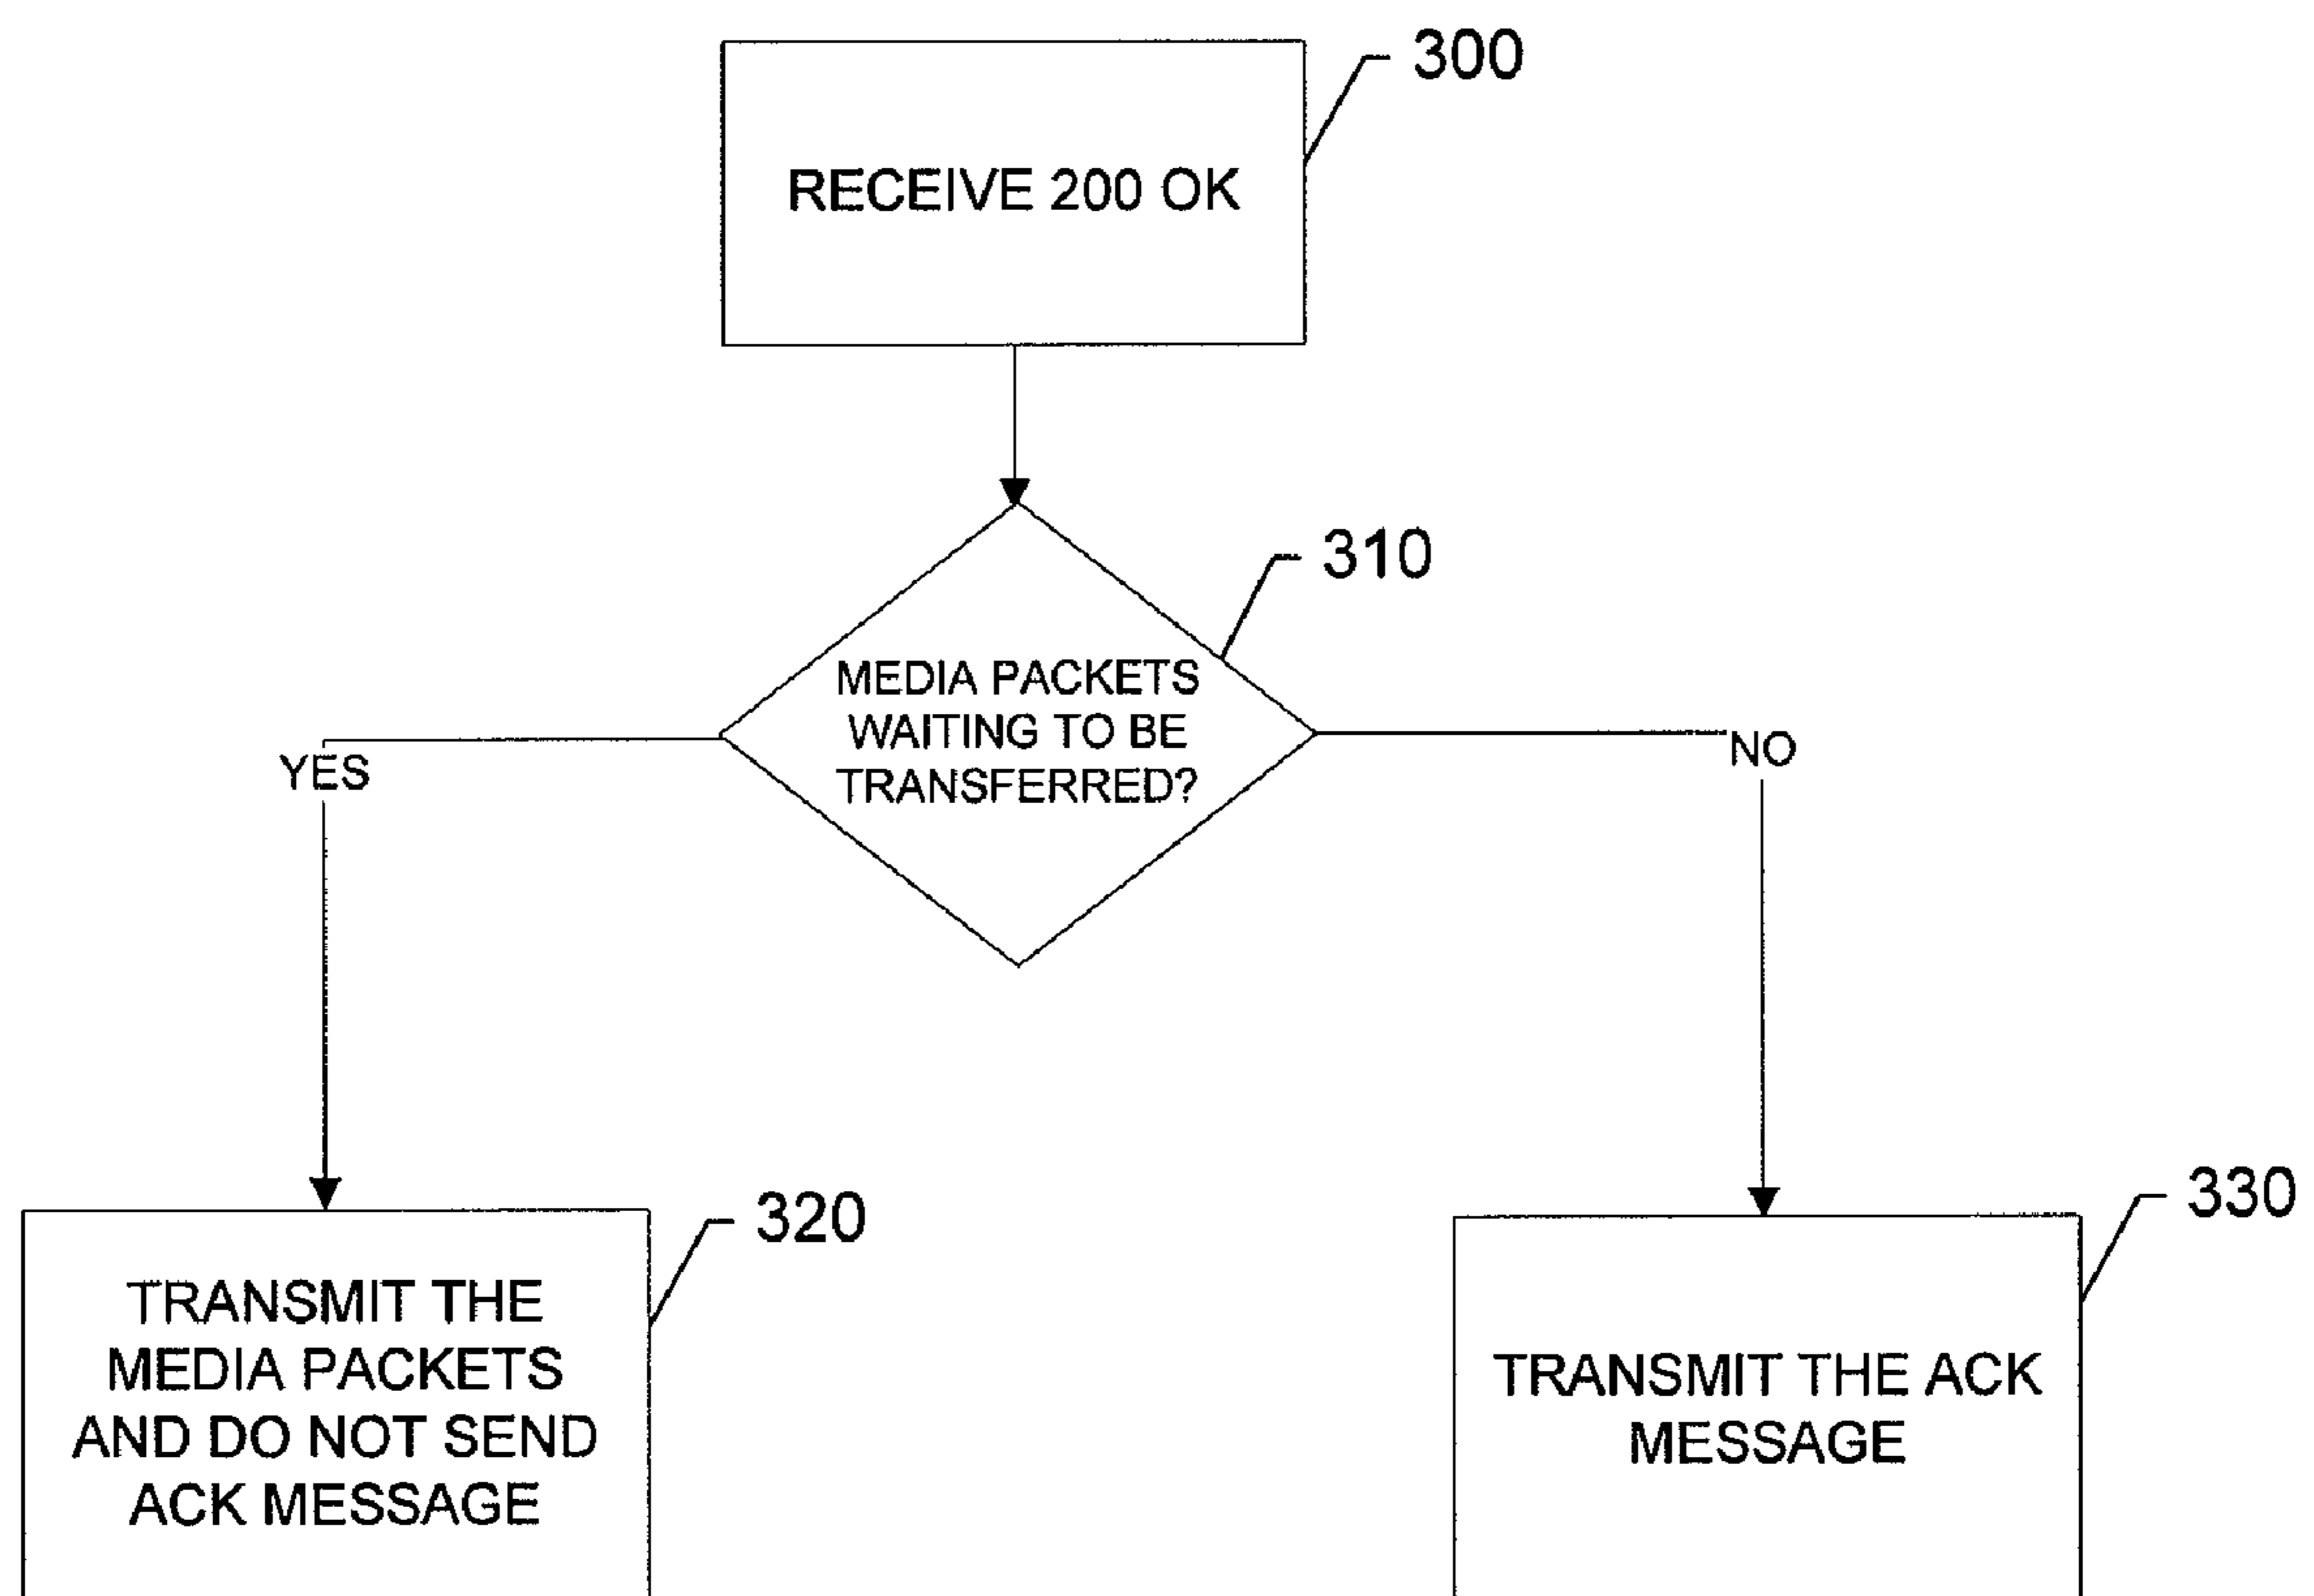 300
RECEIVE 200 OK
310
MEDIA PACKETS
WAITING TO BE
TRANSFERRED?
YES
NO
320
330
TRANSMIT THE
MEDIA PACKETS
AND DO NOT SEND
ACK MESSAGE
TRANSMIT THE ACK
MESSAGE